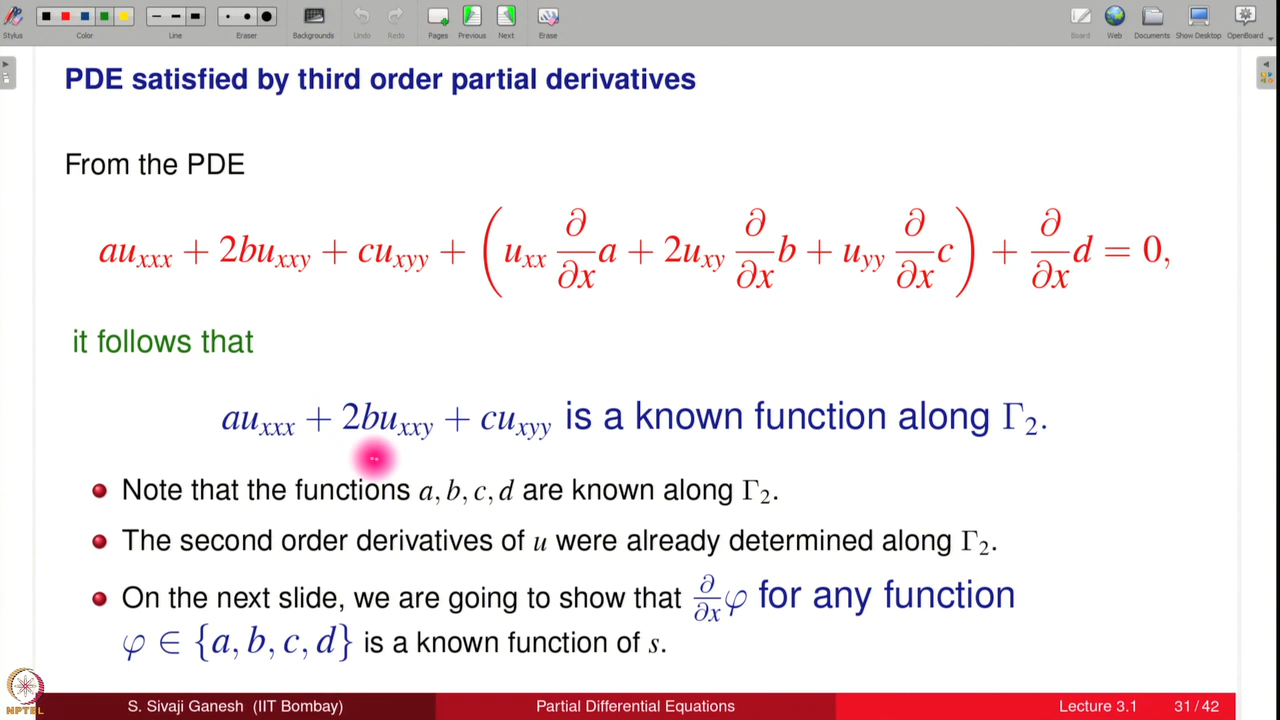 Stylus Color Line Eraser Backgrounds Undo Redo Pages Previous Next Erase Board Web Documents Show Desktop OpenBoard
PDE satisfied by third order partial derivatives
From the PDE
au_{xxx} + 2bu_{xxy} + cu_{xyy} + ( u_{xx} ∂/∂x a + 2u_{xy} ∂/∂x b + u_{yy} ∂/∂x c ) + ∂/∂x d = 0,
it follows that
au_{xxx} + 2bu_{xxy} + cu_{xyy} is a known function along Γ₂.
Note that the functions a, b, c, d are known along Γ₂.
The second order derivatives of u were already determined along Γ₂.
On the next slide, we are going to show that ∂/∂x φ for any function
φ ∈ {a, b, c, d} is a known function of s.
NPTEL
S. Sivaji Ganesh (IIT Bombay) Partial Differential Equations Lecture 3.1 31 / 42